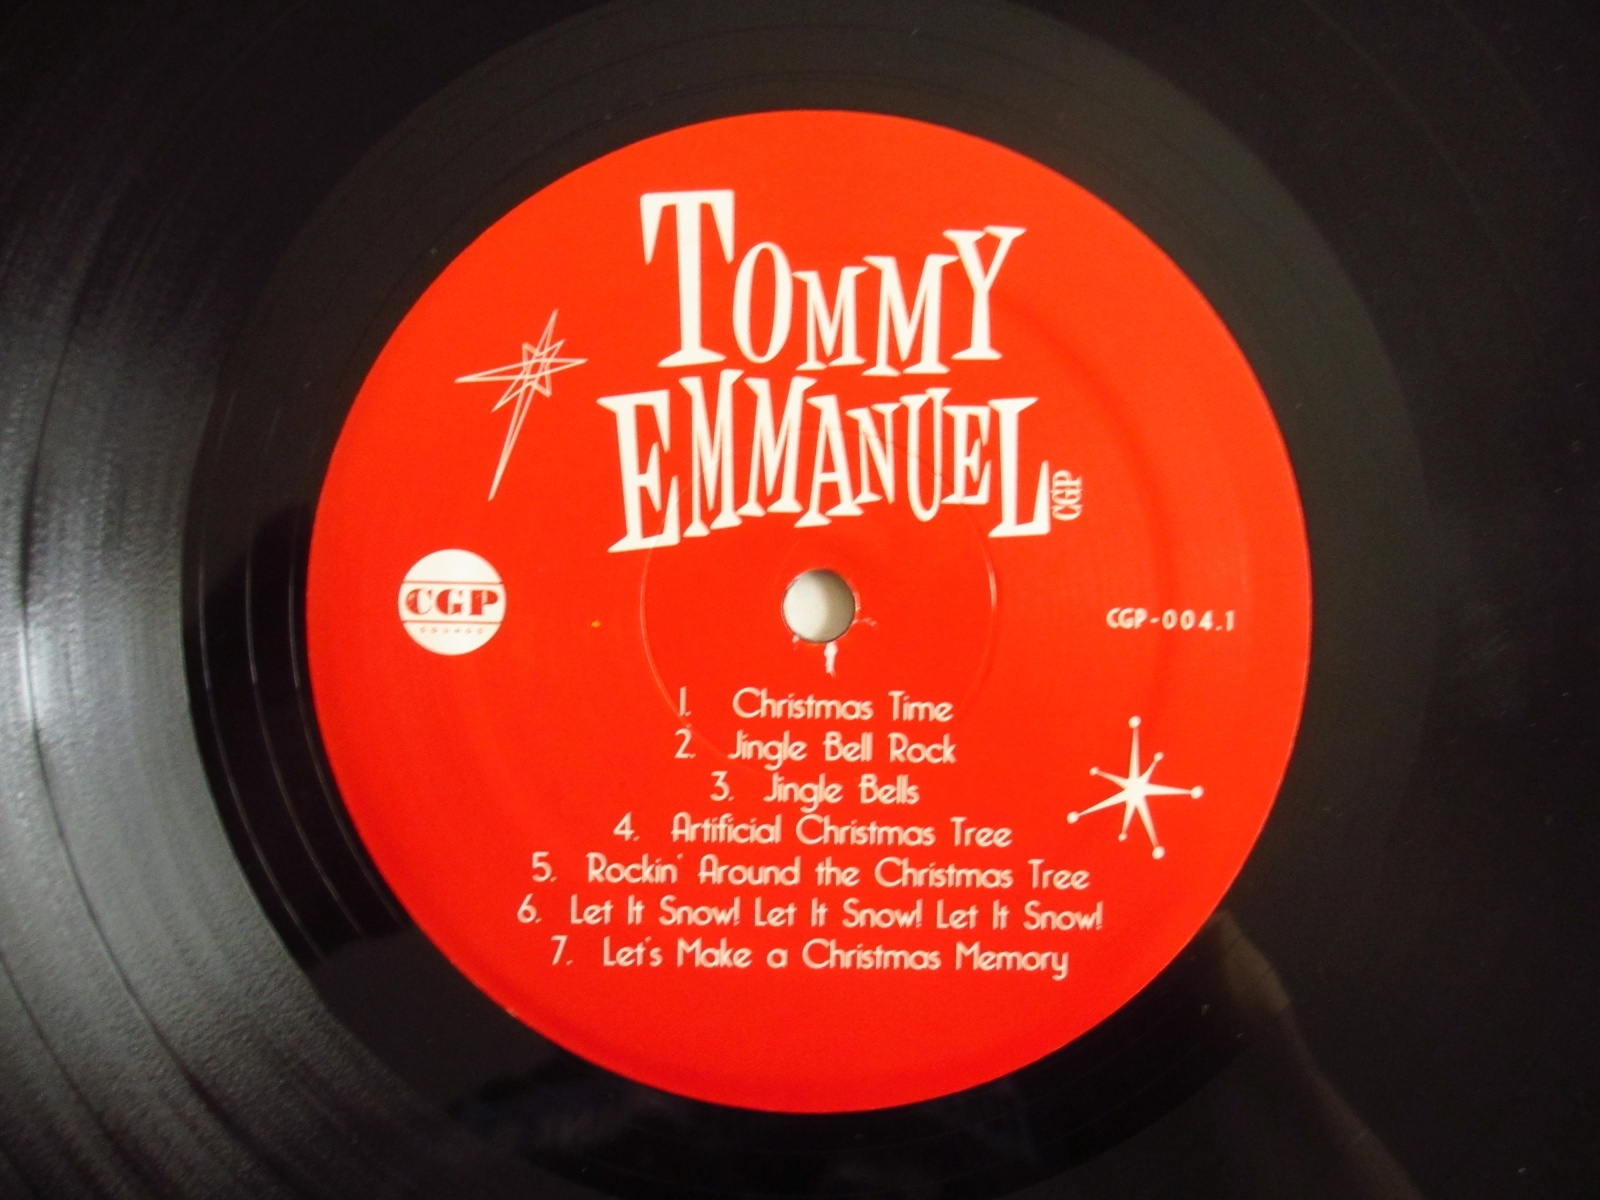 TOMMY
EMMANUEL CGP
CGP
SOUNDS
CGP-004.1
1. Christmas Time
2. Jingle Bell Rock
3. Jingle Bells
4. Artificial Christmas Tree
5. Rockin' Around the Christmas Tree
6. Let It Snow! Let It Snow! Let It Snow!
7. Let's Make a Christmas Memory